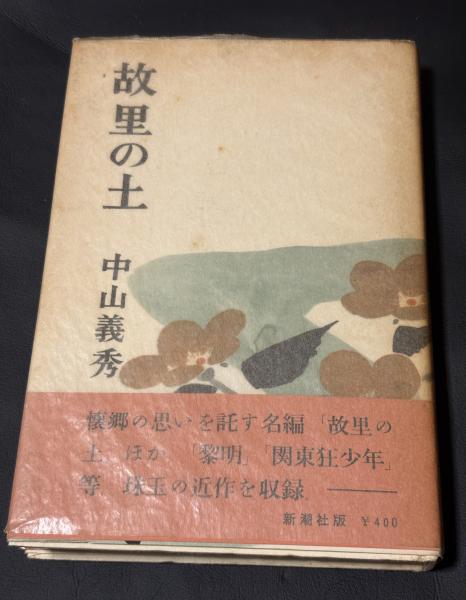 故里の土
中山義秀
懐郷の思いを託す名編「故里の
土」ほか 「黎明」「関東狂少年」
等 珠玉の近作を収録 ――
新潮社版 ¥400